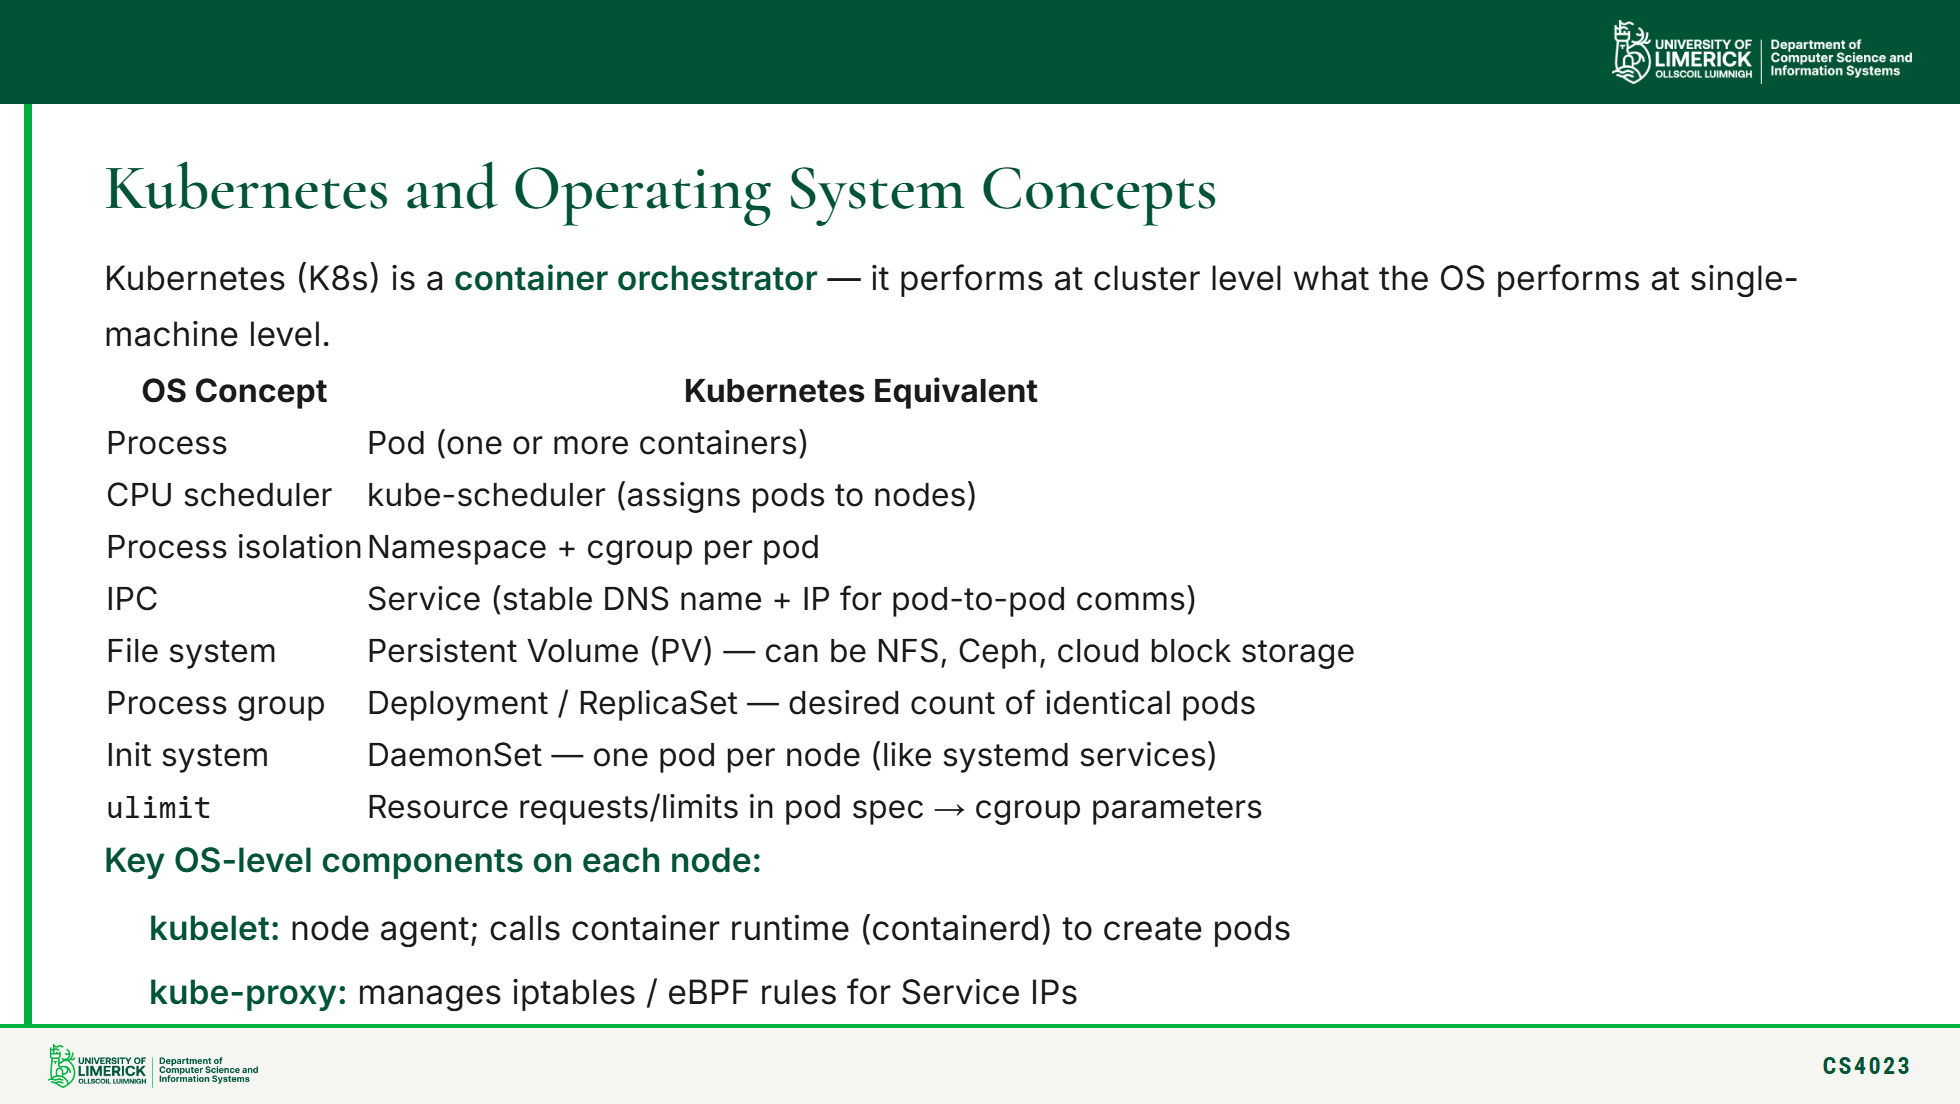 UNIVERSITY OF
LIMERICK
OLLSCOIL LUIMNIGH
Department of
Computer Science and
Information Systems
Kubernetes and Operating System Concepts
Kubernetes (K8s) is a container orchestrator — it performs at cluster level what the OS performs at single-
machine level.
OS Concept Kubernetes Equivalent
Process Pod (one or more containers)
CPU scheduler kube-scheduler (assigns pods to nodes)
Process isolation Namespace + cgroup per pod
IPC Service (stable DNS name + IP for pod-to-pod comms)
File system Persistent Volume (PV) — can be NFS, Ceph, cloud block storage
Process group Deployment / ReplicaSet — desired count of identical pods
Init system DaemonSet — one pod per node (like systemd services)
ulimit Resource requests/limits in pod spec → cgroup parameters
Key OS-level components on each node:
kubelet: node agent; calls container runtime (containerd) to create pods
kube-proxy: manages iptables / eBPF rules for Service IPs
UNIVERSITY OF
LIMERICK
OLLSCOIL LUIMNIGH
Department of
Computer Science and
Information Systems
CS4023